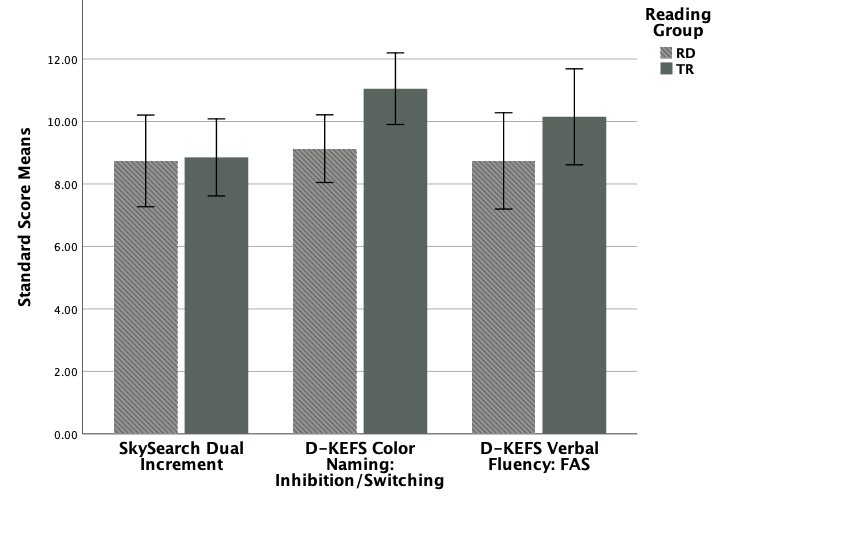 Reading
Group
RD
TR
Standard Score Means
12.00
10.00
8.00
6.00
4.00
2.00
0.00
SkySearch Dual
Increment
D-KEFS Color
Naming:
Inhibition/Switching
D-KEFS Verbal
Fluency: FAS